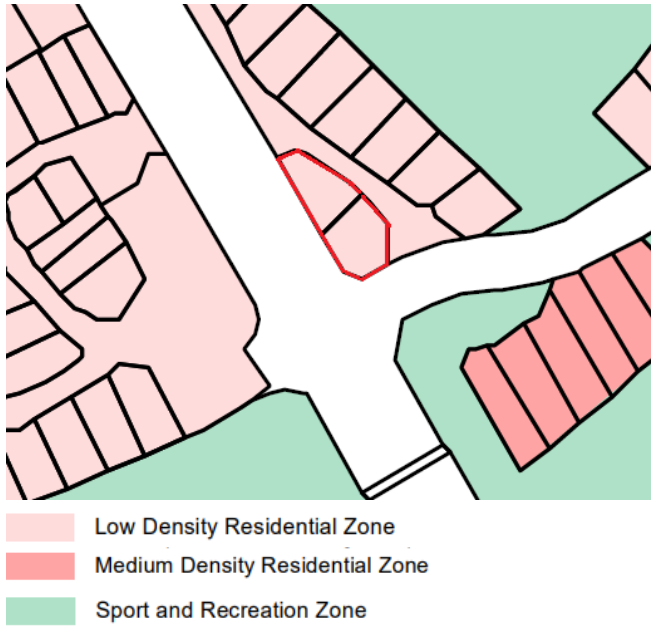 Low Density Residential Zone
Medium Density Residential Zone
Sport and Recreation Zone